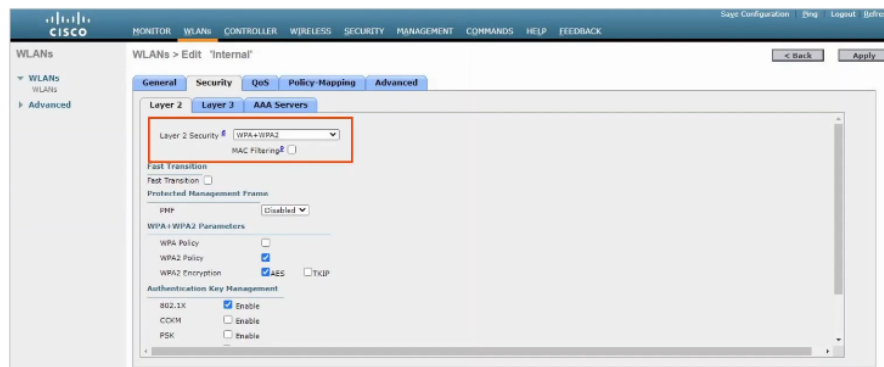 Save Configuration Ping Logout Refre
CISCO
MONITOR WLANs CONTROLLER WIRELESS SECURITY MANAGEMENT COMMANDS HELP FEEDBACK
WLANs
WLANs > Edit 'Internal'
< Back
Apply
WLANs
WLANs
Advanced
General Security QoS Policy-Mapping Advanced
Layer 2 Layer 3 AAA Servers
Layer 2 Security 6 WPA+WPA2
MAC Filtering 9
Fast Transition
Fast Transition
Protected Management Frame
PMF Disabled
WPA+WPA2 Parameters
WPA Policy
WPA2 Policy
WPA2 Encryption AES TKIP
Authentication Key Management
802.1X Enable
CCKM Enable
PSK Enable